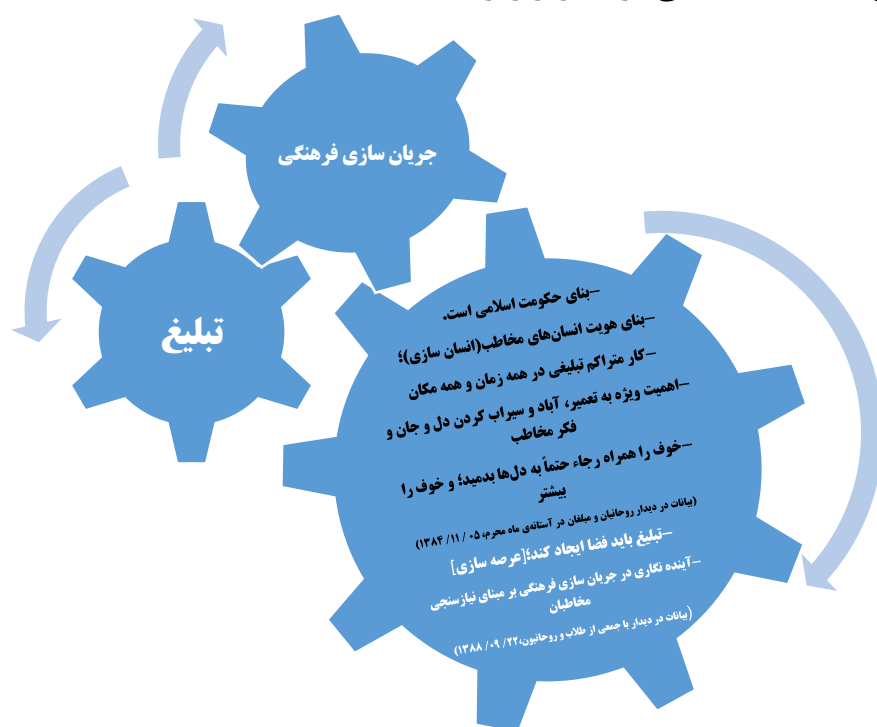 جریان سازی فرهنگی
تبلیغ
–بنای حکومت اسلامی است.
–بنای هویت انسان‌های مخاطب(انسان سازی)؛
–کار متراکم تبلیغی در همه زمان و همه مکان
–اهمیت ویژه به تعمیر، آباد و سیراب کردن دل و جان و
فکر مخاطب
–خوف را همراه رجاء حتماً به دل‌ها بدمید؛ و خوف را
بیشتر
(بیانات در دیدار روحانیان و مبلغان در آستانه‌ی ماه محرم، ۰۵ / ۱۱/ ۱۳۸۴)
–تبلیغ باید فضا ایجاد کند؛[عرصه سازی]
–آینده نگاری در جریان سازی فرهنگی بر مبنای نیازسنجی
مخاطبان
(بیانات در دیدار با جمعی از طلاب و روحانیون،۲۲/ ۰۹/ ۱۳۸۸)